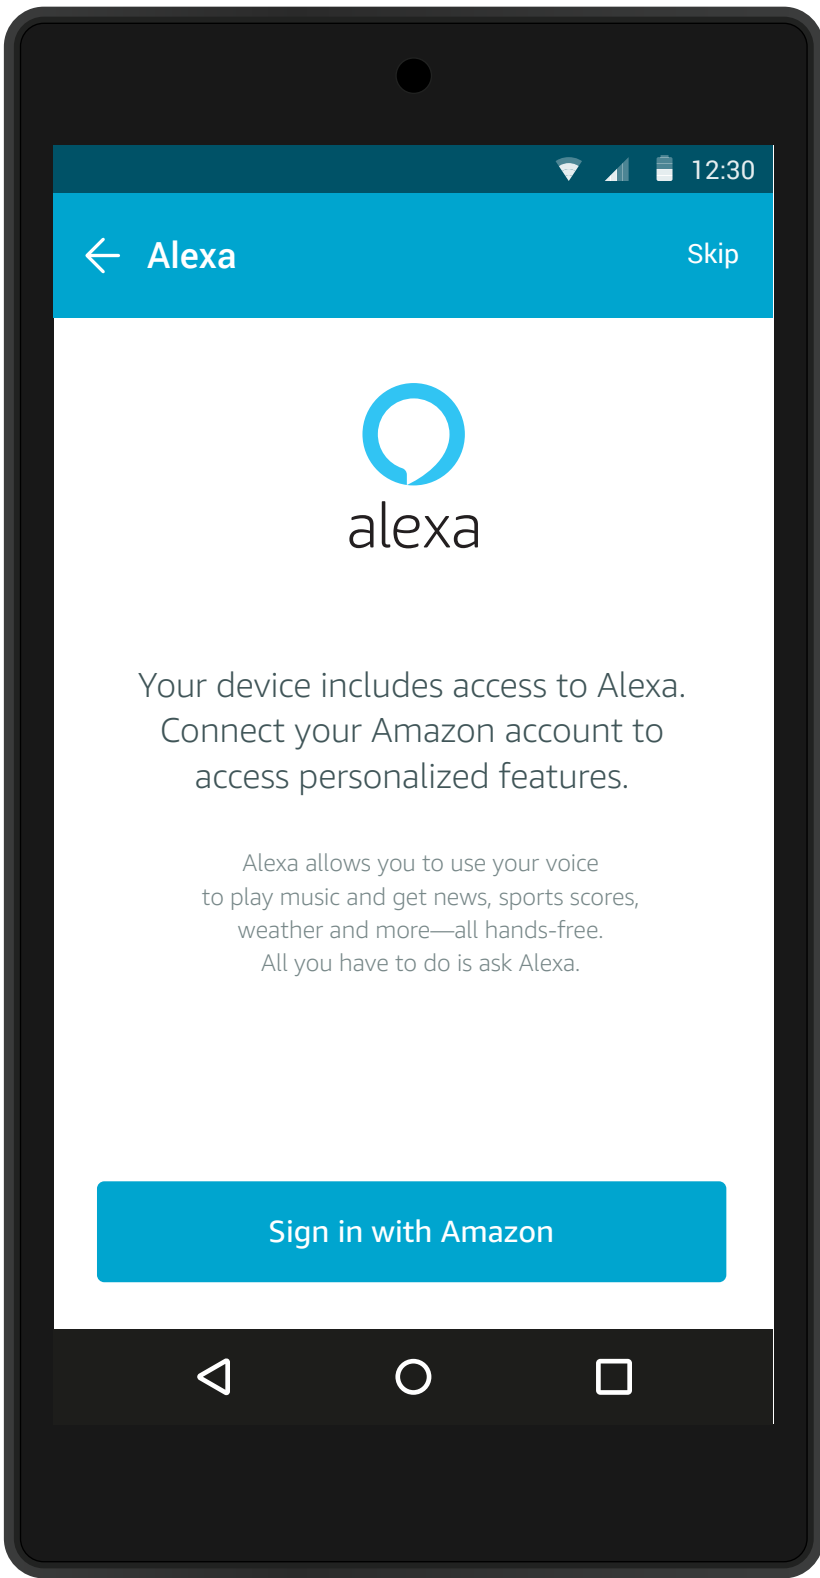 12:30
Alexa
Skip
alexa
Your device includes access to Alexa.
Connect your Amazon account to
access personalized features.
Alexa allows you to use your voice
to play music and get news, sports scores,
weather and more—all hands-free.
All you have to do is ask Alexa.
Sign in with Amazon